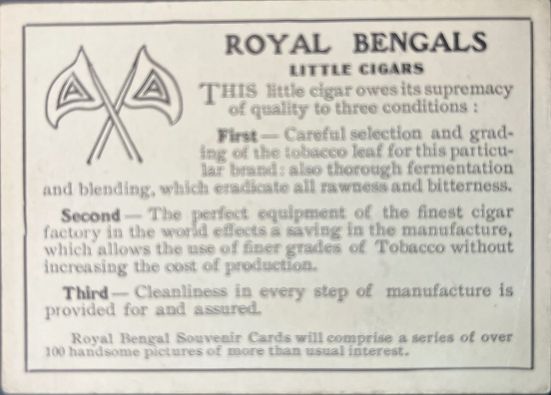 ROYAL BENGALS
LITTLE CIGARS
THIS little cigar owes its supremacy
of quality to three conditions :
First — Careful selection and grad-
ing of the tobacco leaf for this particu-
lar brand: also thorough fermentation
and blending, which eradicate all rawness and bitterness.
Second — The perfect equipment of the finest cigar
factory in the world effects a saving in the manufacture,
which allows the use of finer grades of Tobacco without
increasing the cost of production.
Third — Cleanliness in every step of manufacture is
provided for and assured.
Royal Bengal Souvenir Cards will comprise a series of over
100 handsome pictures of more than usual interest.